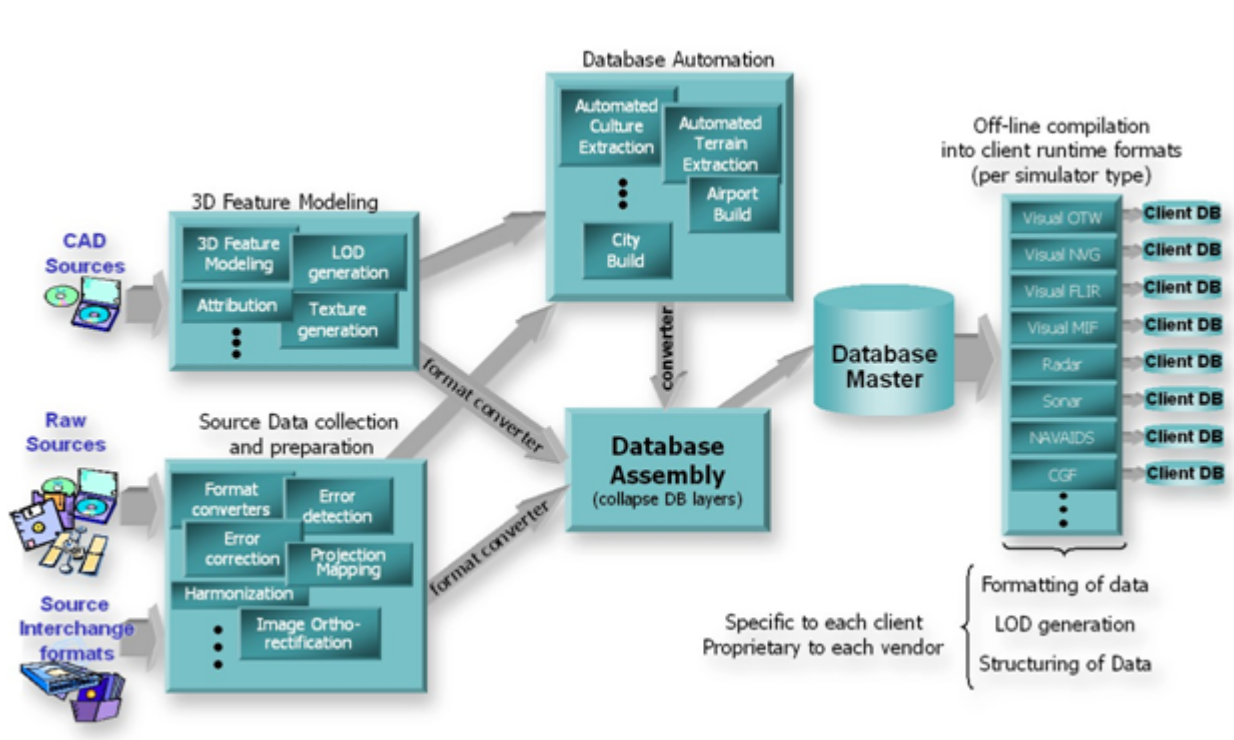 Database Automation
Automated
Culture
Extraction
Automated
Terrain
Extraction
Airport
Build
City
Build
Off-line compilation
into client runtime formats
(per simulator type)
3D Feature Modeling
3D Feature
Modeling
LOD
generation
Attribution
Texture
generation
CAD
Sources
Visual OTW
Client DB
Visual NVG
Client DB
Visual FLIR
Client DB
Visual MIF
Client DB
Radar
Client DB
Sonar
Client DB
NAVAIDS
Client DB
CGF
Client DB
converter
format converter
Database
Master
Raw
Sources
Source Data collection
and preparation
Format
converters
Error
detection
Error
correction
Projection
Mapping
Harmonization
Image Ortho-
rectification
Database
Assembly
(collapse DB layers)
format converter
Source
Interchange
formats
Specific to each client
Proprietary to each vendor
Formatting of data
LOD generation
Structuring of Data